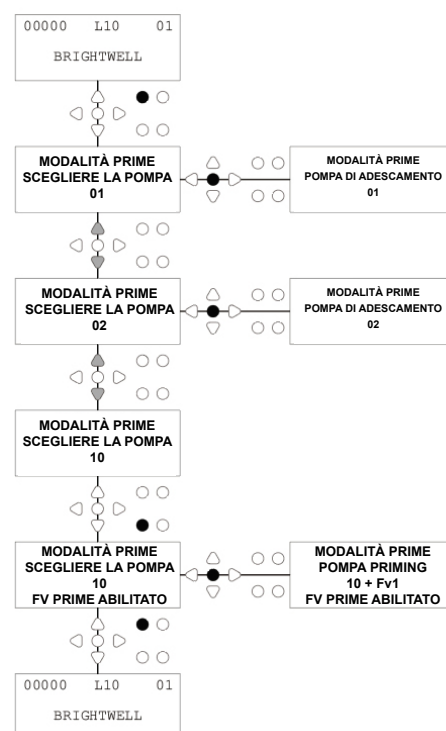 00000 L10 01
BRIGHTWELL
MODALITÀ PRIME
SCEGLIERE LA POMPA
01
MODALITÀ PRIME
POMPA DI ADESCAMENTO
01
MODALITÀ PRIME
SCEGLIERE LA POMPA
02
MODALITÀ PRIME
POMPA DI ADESCAMENTO
02
MODALITÀ PRIME
SCEGLIERE LA POMPA
10
MODALITÀ PRIME
SCEGLIERE LA POMPA
10
FV PRIME ABILITATO
MODALITÀ PRIME
POMPA PRIMING
10 + Fv1
FV PRIME ABILITATO
00000 L10 01
BRIGHTWELL